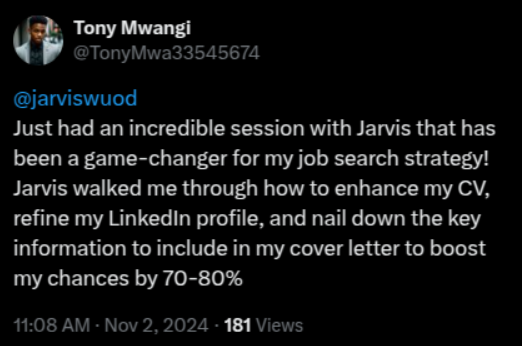 Tony Mwangi
@TonyMwa33545674
@jarviswuod
Just had an incredible session with Jarvis that has
been a game-changer for my job search strategy!
Jarvis walked me through how to enhance my CV,
refine my LinkedIn profile, and nail down the key
information to include in my cover letter to boost
my chances by 70-80%
11:08 AM · Nov 2, 2024 · 181 Views